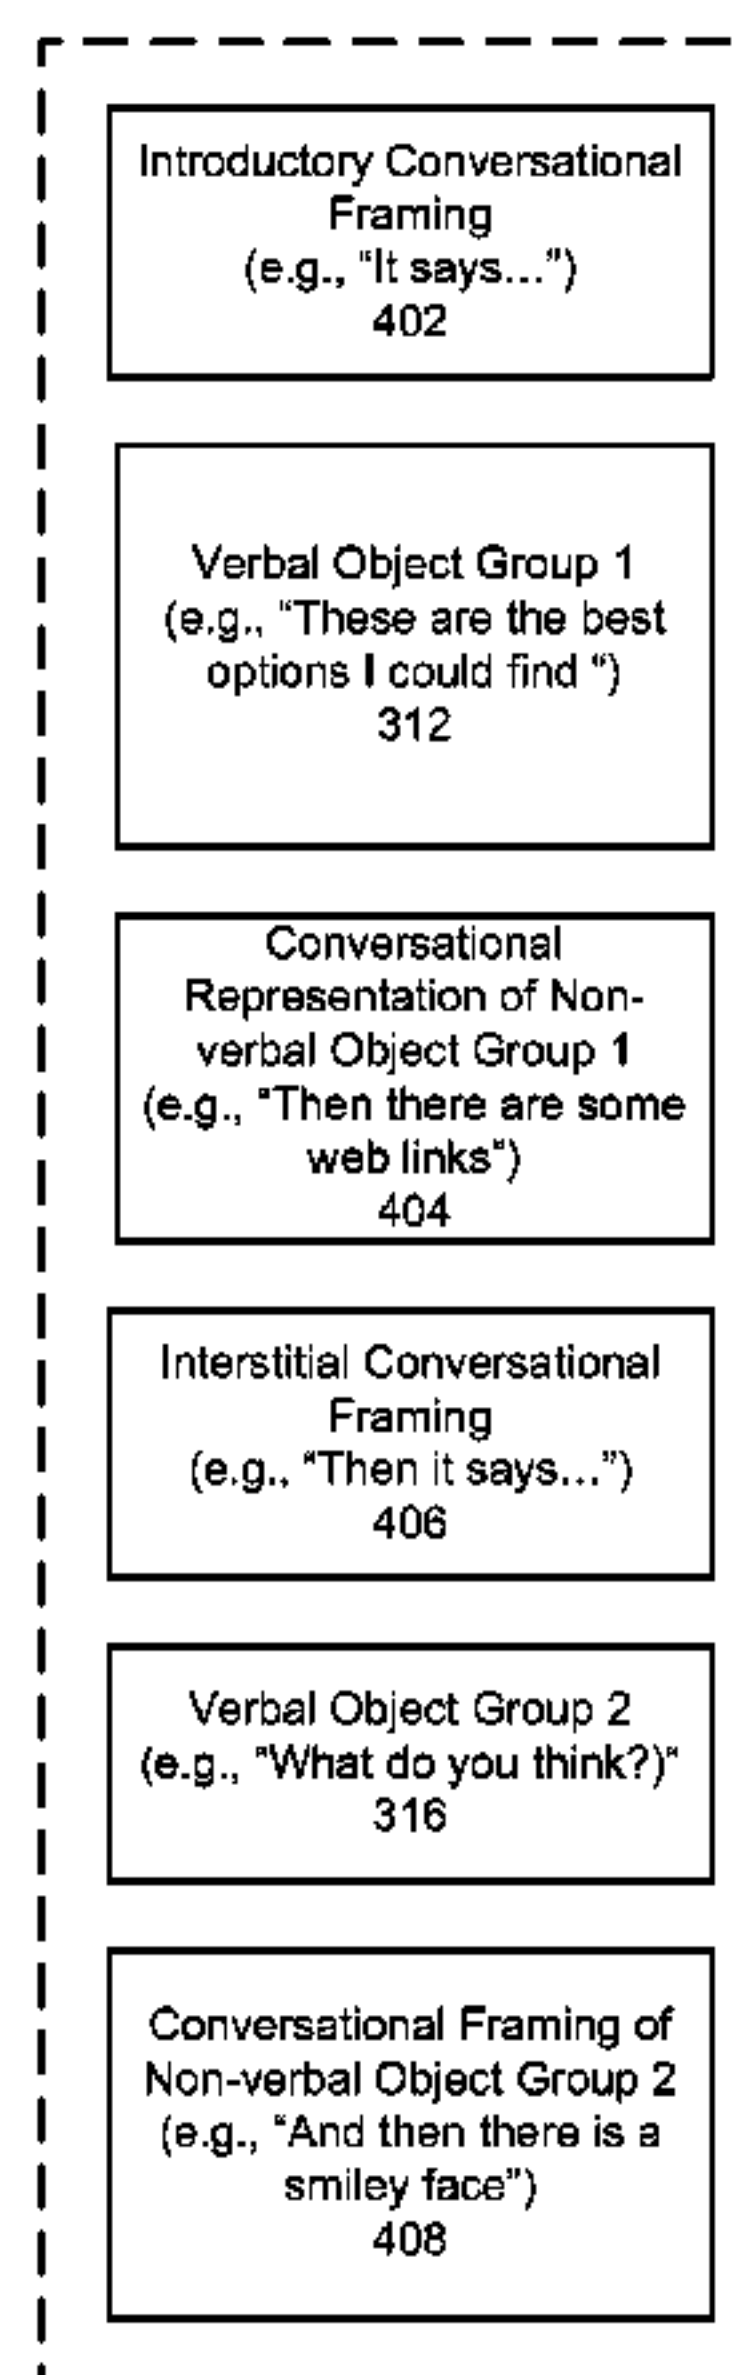 Introductory Conversational
Framing
(e.g., “It says...”)
402
Verbal Object Group 1
(e.g., “These are the best
options I could find “)
312
Conversational
Representation of Non-
verbal Object Group 1
(e.g., “Then there are some
web links“)
404
Interstitial Conversational
Framing
(e.g., “Then it says...”)
406
Verbal Object Group 2
(e.g., “What do you think?)“
316
Conversational Framing of
Non-verbal Object Group 2
(e.g., “And then there is a
smiley face”)
408